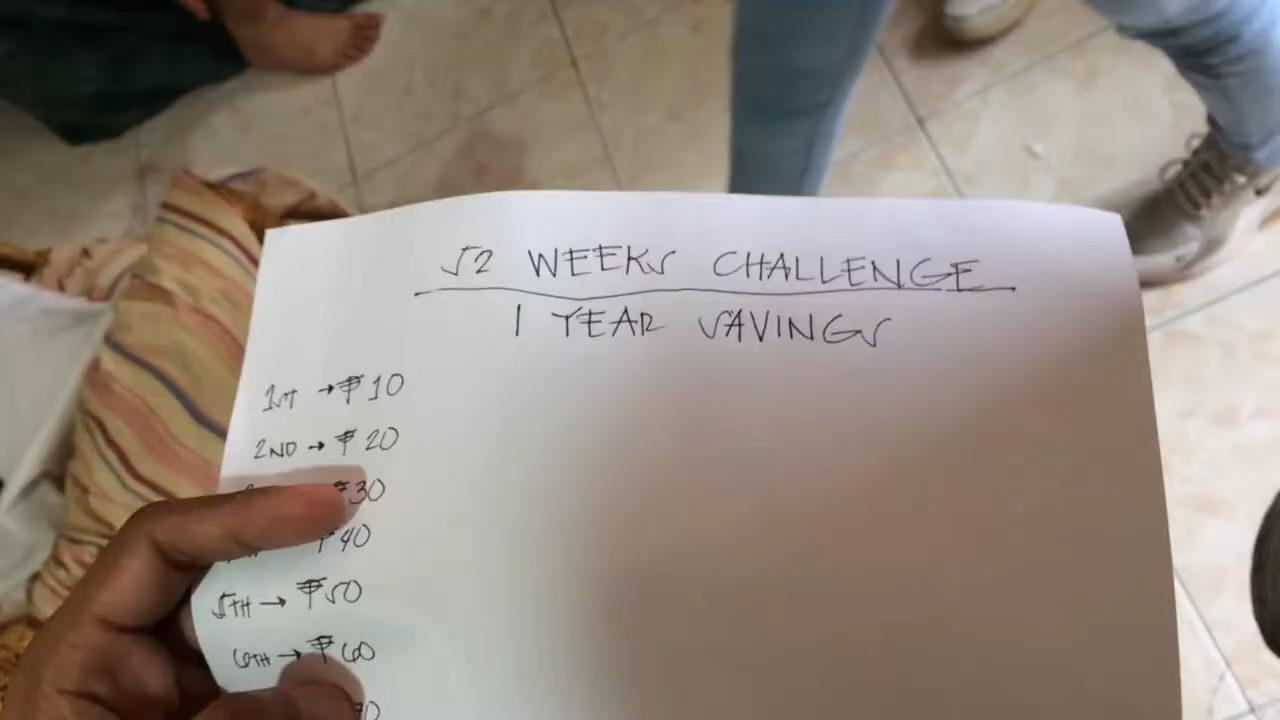 52 WEEKS CHALLENGE
1 YEAR SAVINGS
1ST → ₱ 10
2ND → ₱ 20
₱30
₱40
5TH → ₱50
6TH → ₱60